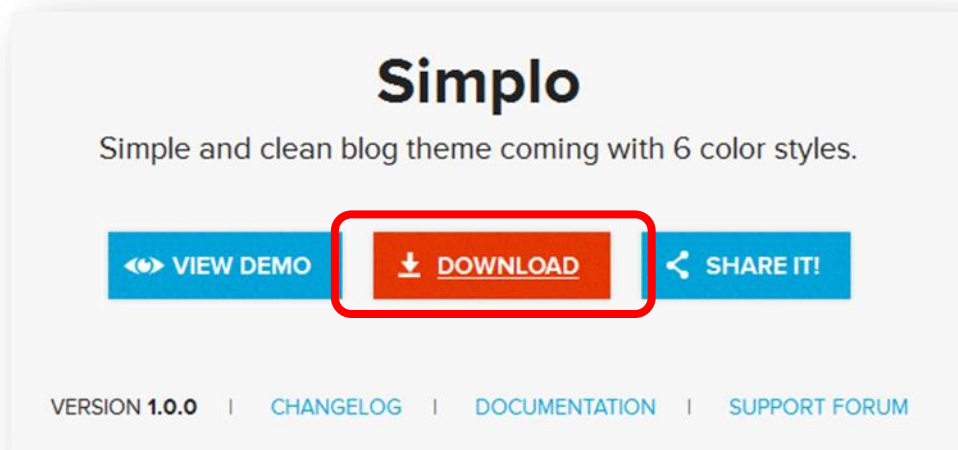 Simplo
Simple and clean blog theme coming with 6 color styles.
VIEW DEMO DOWNLOAD SHARE IT!
VERSION 1.0.0 | CHANGELOG | DOCUMENTATION | SUPPORT FORUM